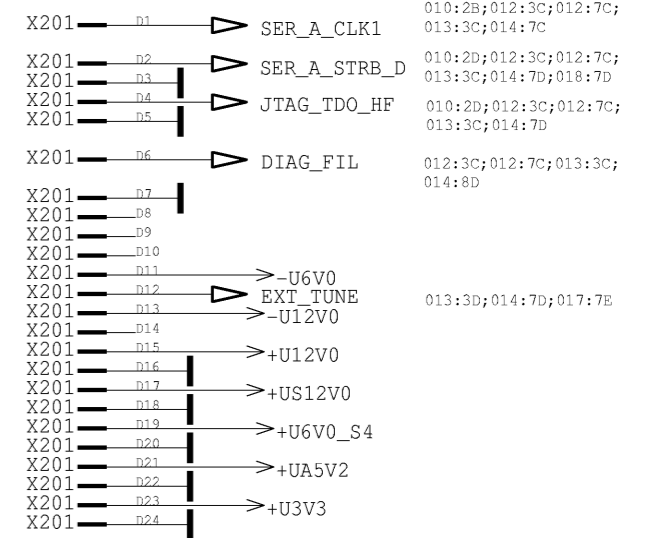 X201 D1 SER_A_CLK1 010:2B;012:3C;012:7C;
013:3C;014:7C
X201 D2 SER_A_STRB_D 010:2D;012:3C;012:7C;
X201 D3 013:3C;014:7D;018:7D
X201 D4 JTAG_TDO_HF 010:2D;012:3C;012:7C;
X201 D5 013:3C;014:7D
X201 D6 DIAG_FIL 012:3C;012:7C;013:3C;
014:8D
X201 D7
X201 D8
X201 D9
X201 D10
X201 D11 -U6V0
X201 D12 EXT_TUNE 013:3D;014:7D;017:7E
X201 D13 -U12V0
X201 D14
X201 D15 +U12V0
X201 D16
X201 D17 +US12V0
X201 D18
X201 D19 +U6V0_S4
X201 D20
X201 D21 +UA5V2
X201 D22
X201 D23 +U3V3
X201 D24